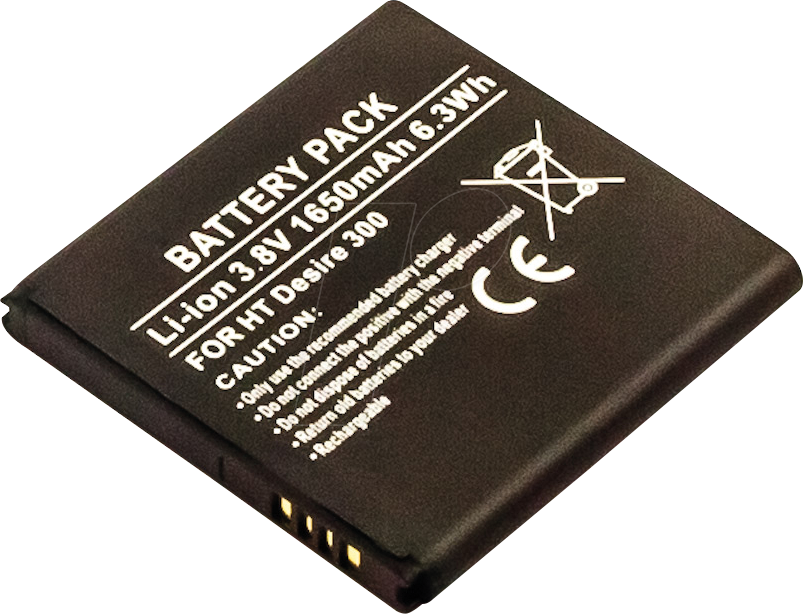 BATTERY PACK
Li-ion 3.8V 1650mAh 6.3Wh
FOR HT Desire 300
CAUTION:
• Only use the recommended battery charger
• Do not connect the positive with the negative terminal
• Do not dispose of batteries in a fire
• Return old batteries to your dealer
• Rechargeable
CE